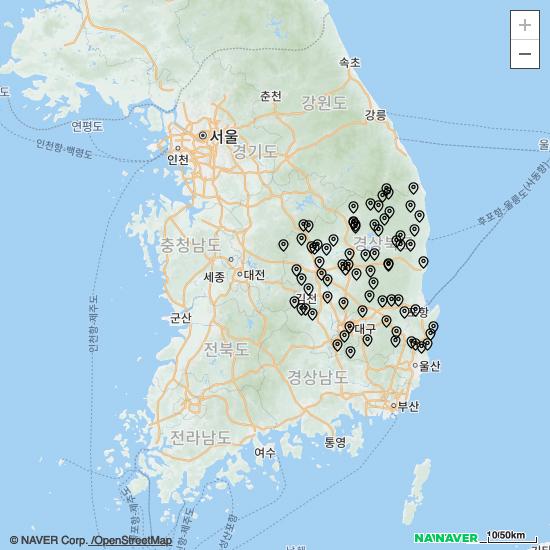 +
−
속초
춘천
강원도
강릉
도
연평도
인천항-백령도
서울
인천
경기도
울
후포항-울릉도(사동항)
충청남도
경상북
세종
대전
인천항-제주도
군산
김천
포항
대구
전라북도
울산
경상남도
부산
전라남도
여수
통영
© NAVER Corp. /OpenStreetMap
NAVER
10/50km